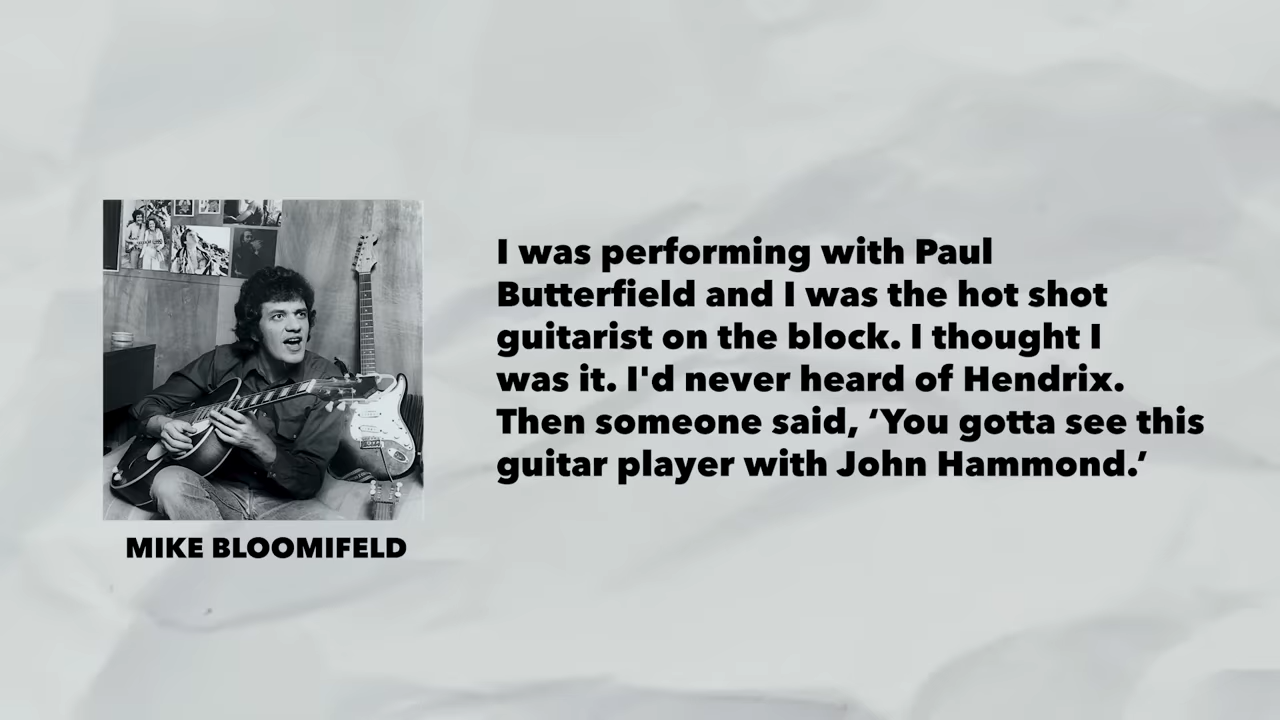 I was performing with Paul
Butterfield and I was the hot shot
guitarist on the block. I thought I
was it. I'd never heard of Hendrix.
Then someone said, ‘You gotta see this
guitar player with John Hammond.’
MIKE BLOOMIFELD